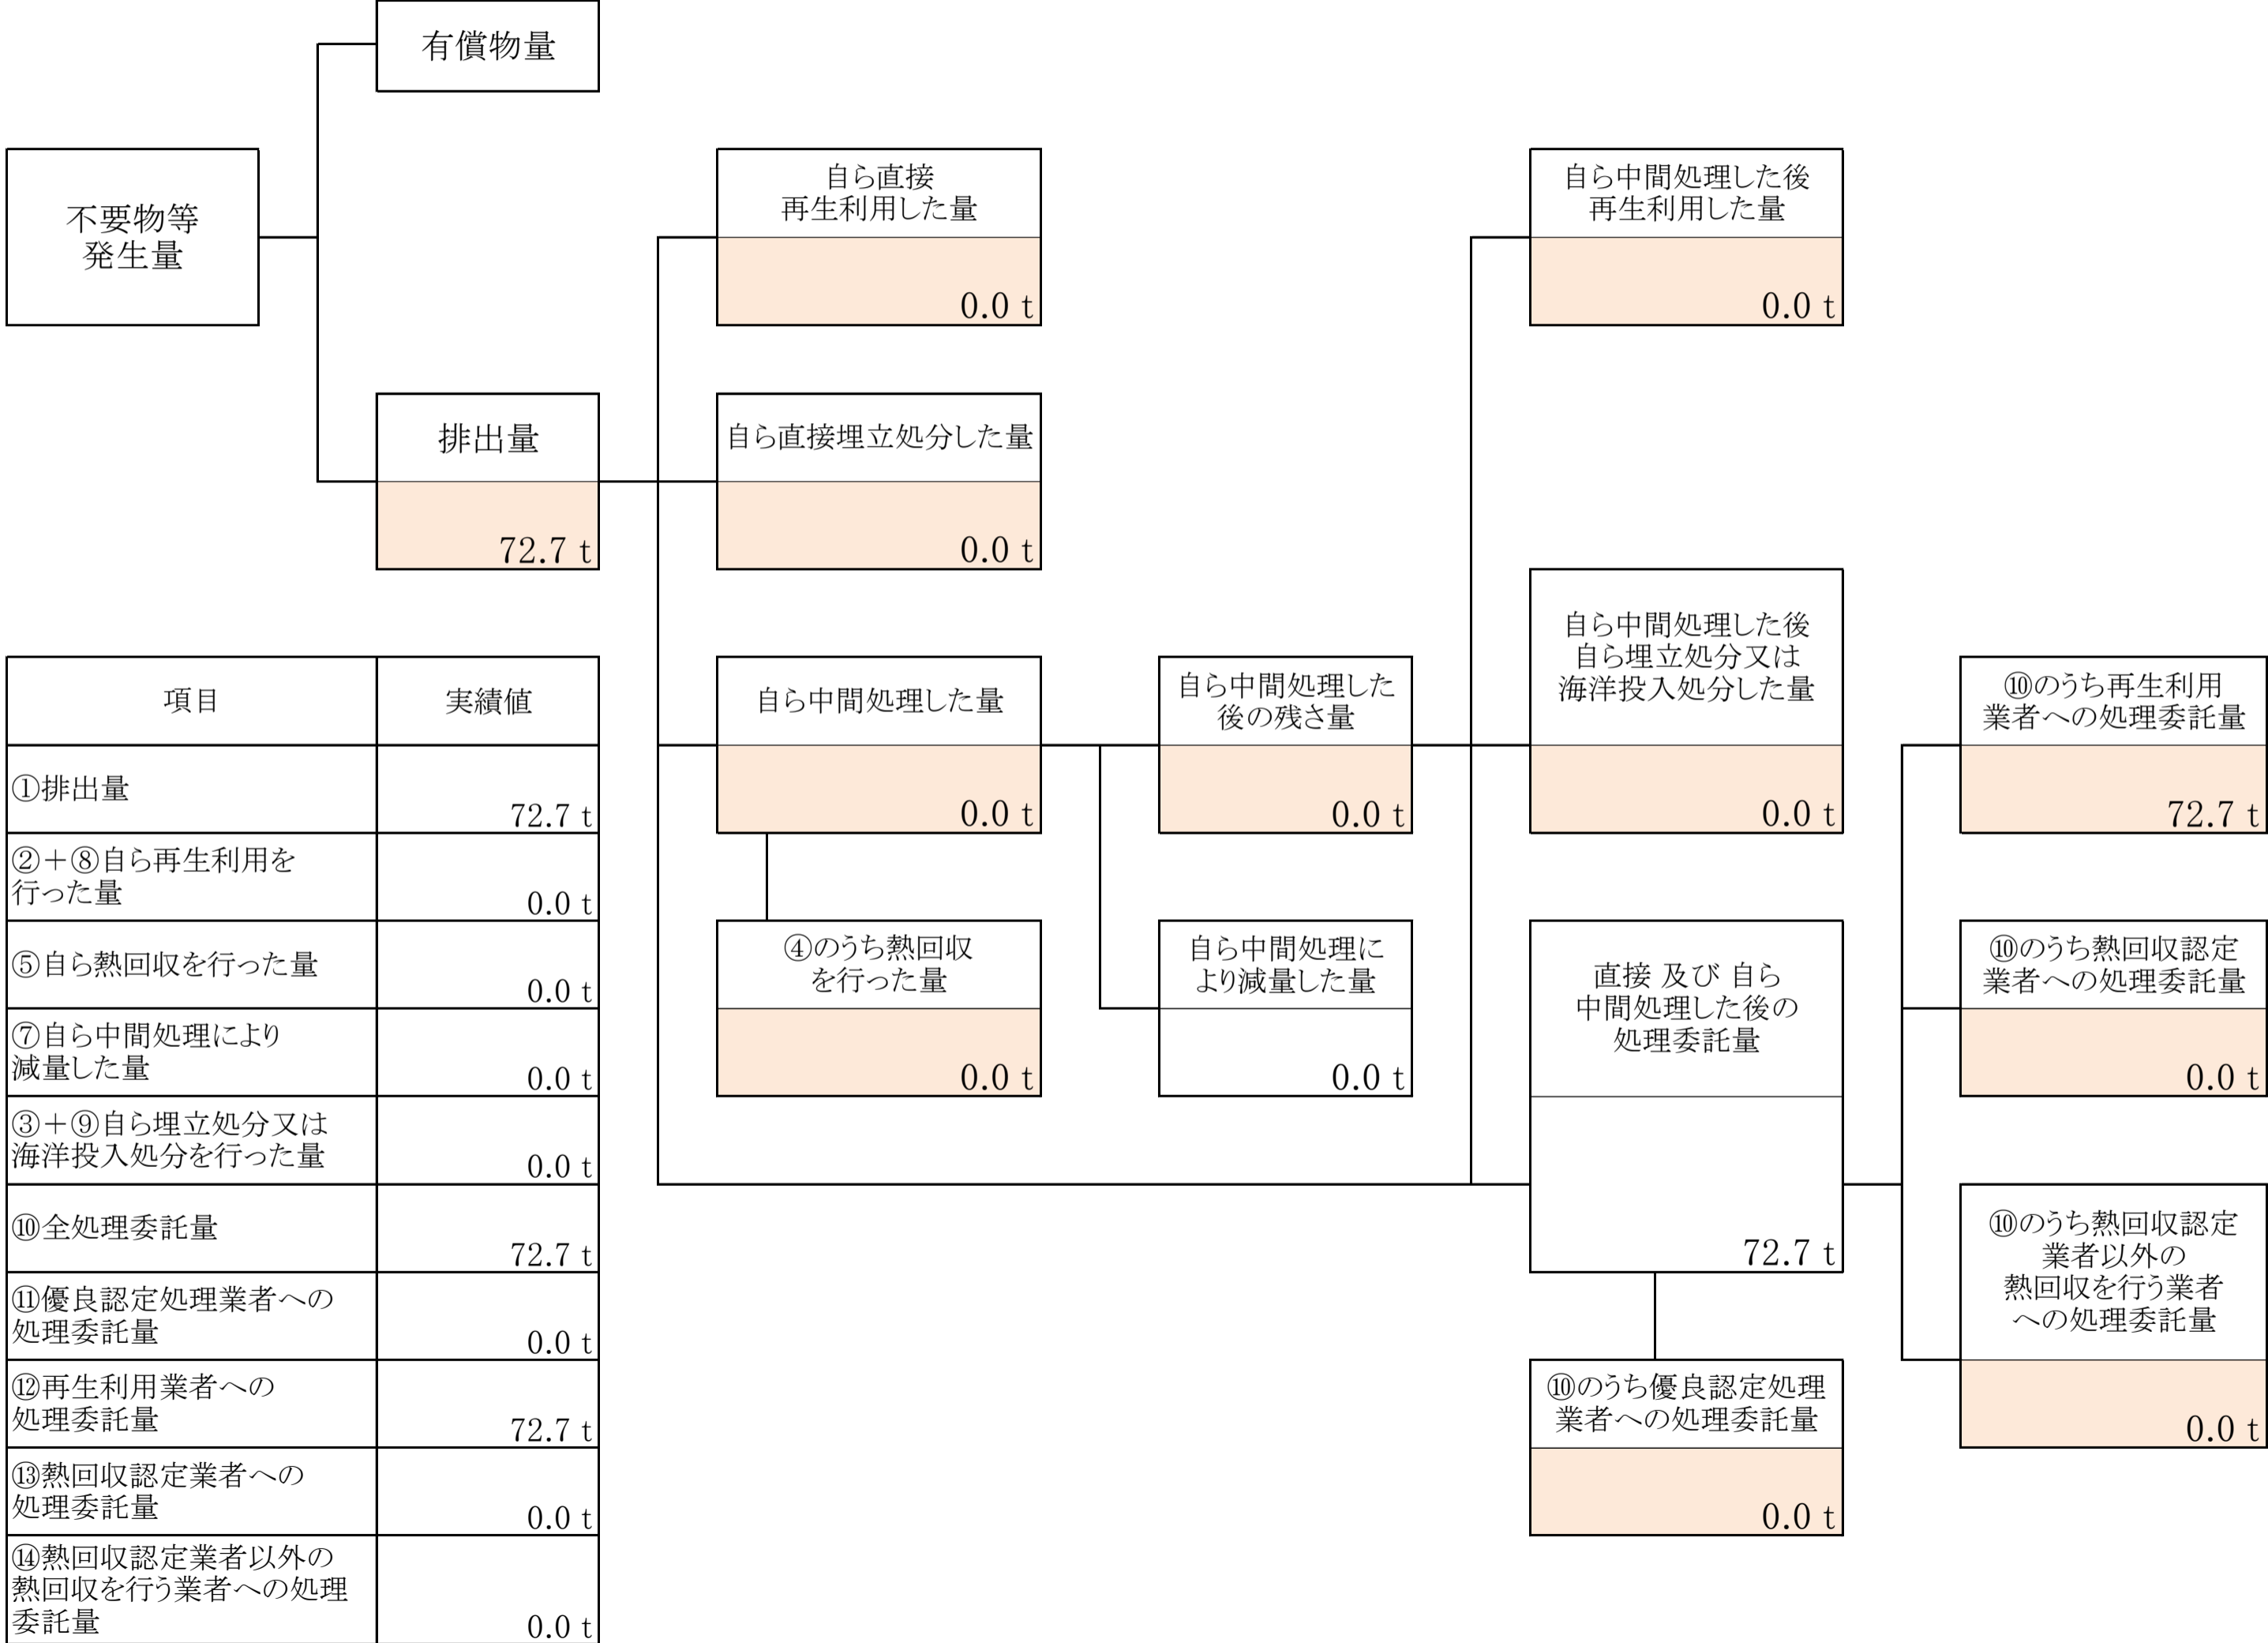 有償物量
不要物等
発生量
自ら直接
再生利用した量
0.0 t
自ら中間処理した後
再生利用した量
0.0 t
排出量
72.7 t
自ら直接埋立処分した量
0.0 t
自ら中間処理した量
0.0 t
自ら中間処理した
後の残さ量
0.0 t
自ら中間処理した後
自ら埋立処分又は
海洋投入処分した量
0.0 t
⑩のうち再生利用
業者への処理委託量
72.7 t
④のうち熱回収
を行った量
0.0 t
自ら中間処理に
より減量した量
0.0 t
直接 及び 自ら
中間処理した後の
処理委託量
72.7 t
⑩のうち熱回収認定
業者への処理委託量
0.0 t
⑩のうち熱回収認定
業者以外の
熱回収を行う業者
への処理委託量
0.0 t
⑩のうち優良認定処理
業者への処理委託量
0.0 t
項目 実績値
①排出量
72.7 t
②＋⑧自ら再生利用を
行った量
0.0 t
⑤自ら熱回収を行った量
0.0 t
⑦自ら中間処理により
減量した量
0.0 t
③＋⑨自ら埋立処分又は
海洋投入処分を行った量
0.0 t
⑩全処理委託量
72.7 t
⑪優良認定処理業者への
処理委託量
0.0 t
⑫再生利用業者への
処理委託量
72.7 t
⑬熱回収認定業者への
処理委託量
0.0 t
⑭熱回収認定業者以外の
熱回収を行う業者への処理
委託量
0.0 t